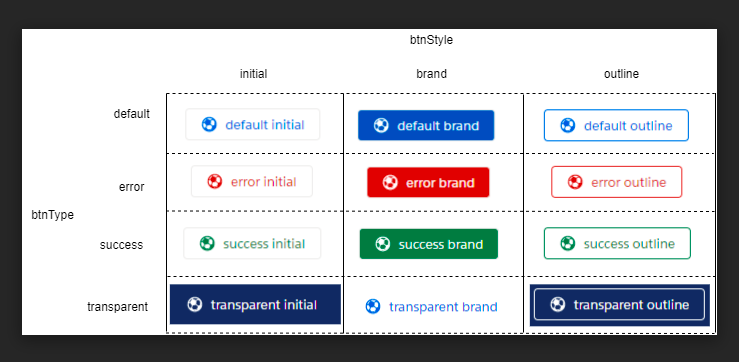 btnStyle
initial brand outline
default default initial default brand default outline
error error initial error brand error outline
btnType
success success initial success brand success outline
transparent transparent initial transparent brand transparent outline